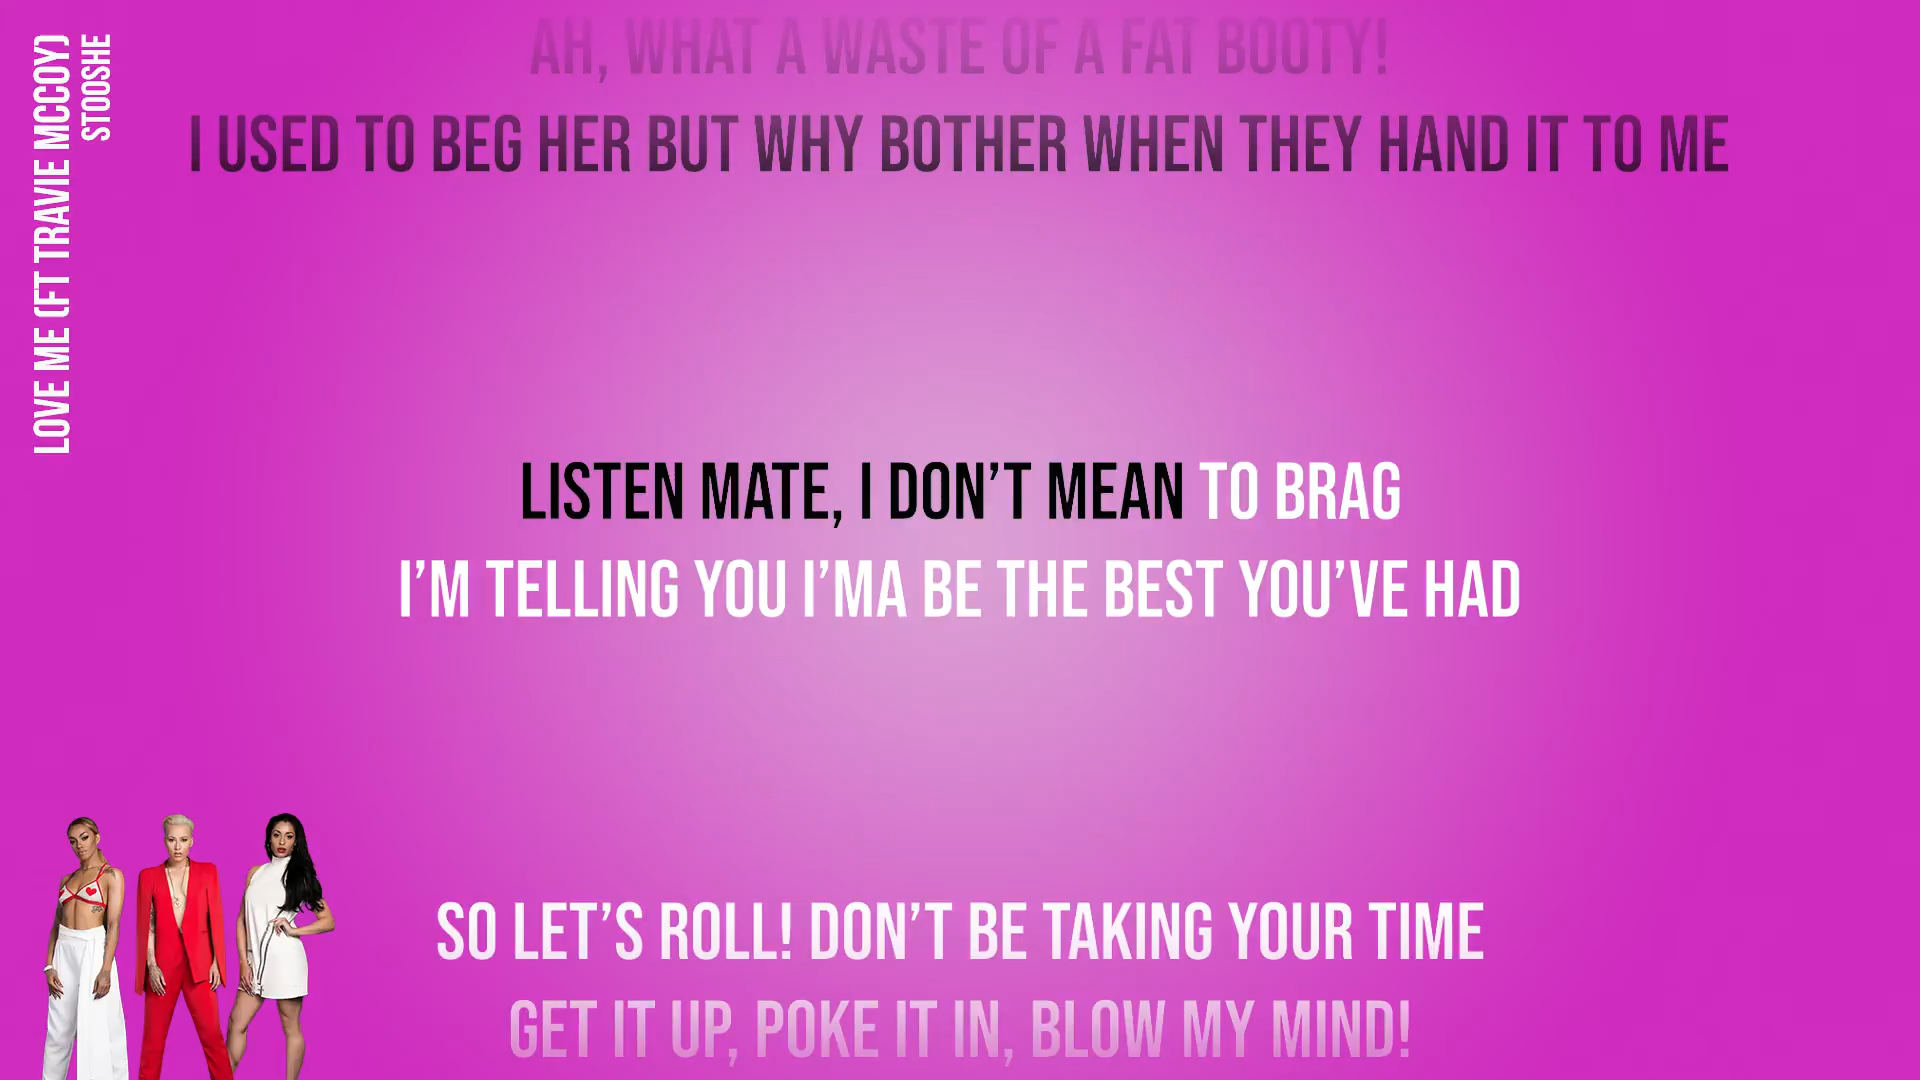 LOVE ME (FT TRAVIE MCCOY)
STOOSHE
AH, WHAT A WASTE OF A FAT BOOTY!
I USED TO BEG HER BUT WHY BOTHER WHEN THEY HAND IT TO ME
LISTEN MATE, I DON’T MEAN TO BRAG
I’M TELLING YOU I’MA BE THE BEST YOU’VE HAD
SO LET’S ROLL! DON’T BE TAKING YOUR TIME
GET IT UP, POKE IT IN, BLOW MY MIND!